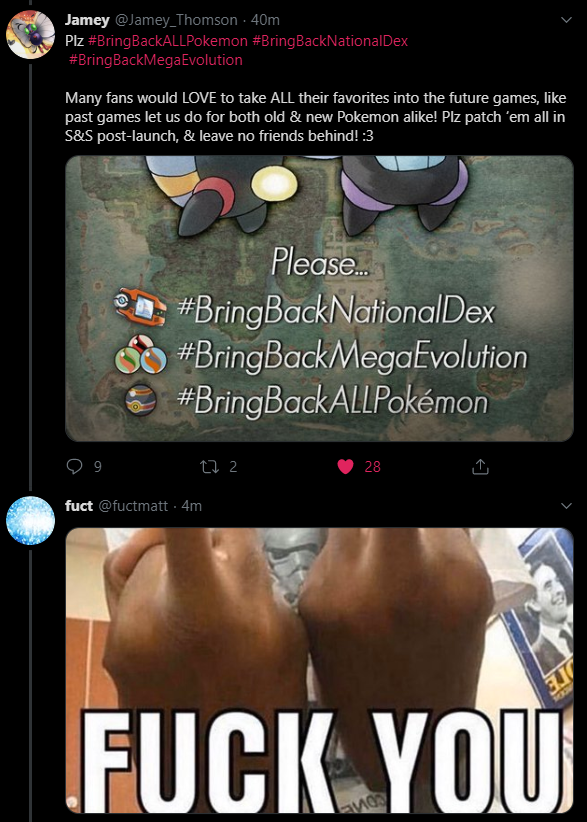 Jamey @Jamey_Thomson · 40m
Plz #BringBackALLPokemon #BringBackNationalDex
#BringBackMegaEvolution
Many fans would LOVE to take ALL their favorites into the future games, like
past games let us do for both old & new Pokemon alike! Plz patch ‘em all in
S&S post-launch, & leave no friends behind! :3
Please...
#BringBackNationalDex
#BringBackMegaEvolution
#BringBackALLPokémon
9 2 28
fuct @fuctmatt · 4m
FUCK YOU